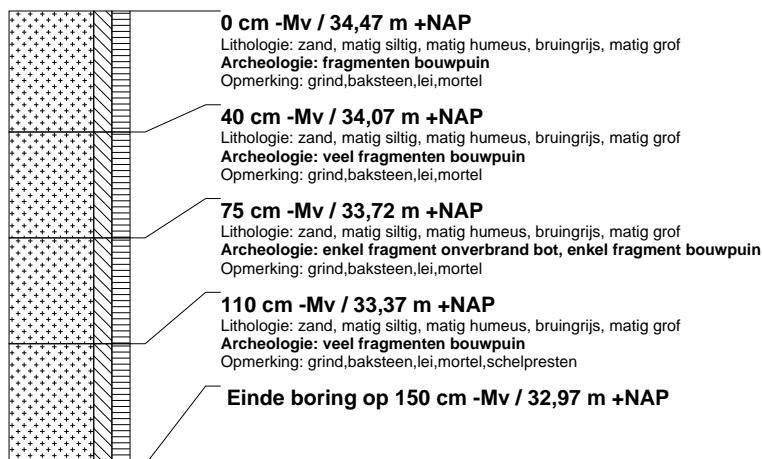 0 cm -Mv / 34,47 m +NAP
Lithologie: zand, matig siltig, matig humeus, bruingrijs, matig grof
Archeologie: fragmenten bouwpuin
Opmerking: grind,baksteen,lei,mortel
40 cm -Mv / 34,07 m +NAP
Lithologie: zand, matig siltig, matig humeus, bruingrijs, matig grof
Archeologie: veel fragmenten bouwpuin
Opmerking: grind,baksteen,lei,mortel
75 cm -Mv / 33,72 m +NAP
Lithologie: zand, matig siltig, matig humeus, bruingrijs, matig grof
Archeologie: enkel fragment onverbrand bot, enkel fragment bouwpuin
Opmerking: grind,baksteen,lei,mortel
110 cm -Mv / 33,37 m +NAP
Lithologie: zand, matig siltig, matig humeus, bruingrijs, matig grof
Archeologie: veel fragmenten bouwpuin
Opmerking: grind,baksteen,lei,mortel,schelpresten
Einde boring op 150 cm -Mv / 32,97 m +NAP